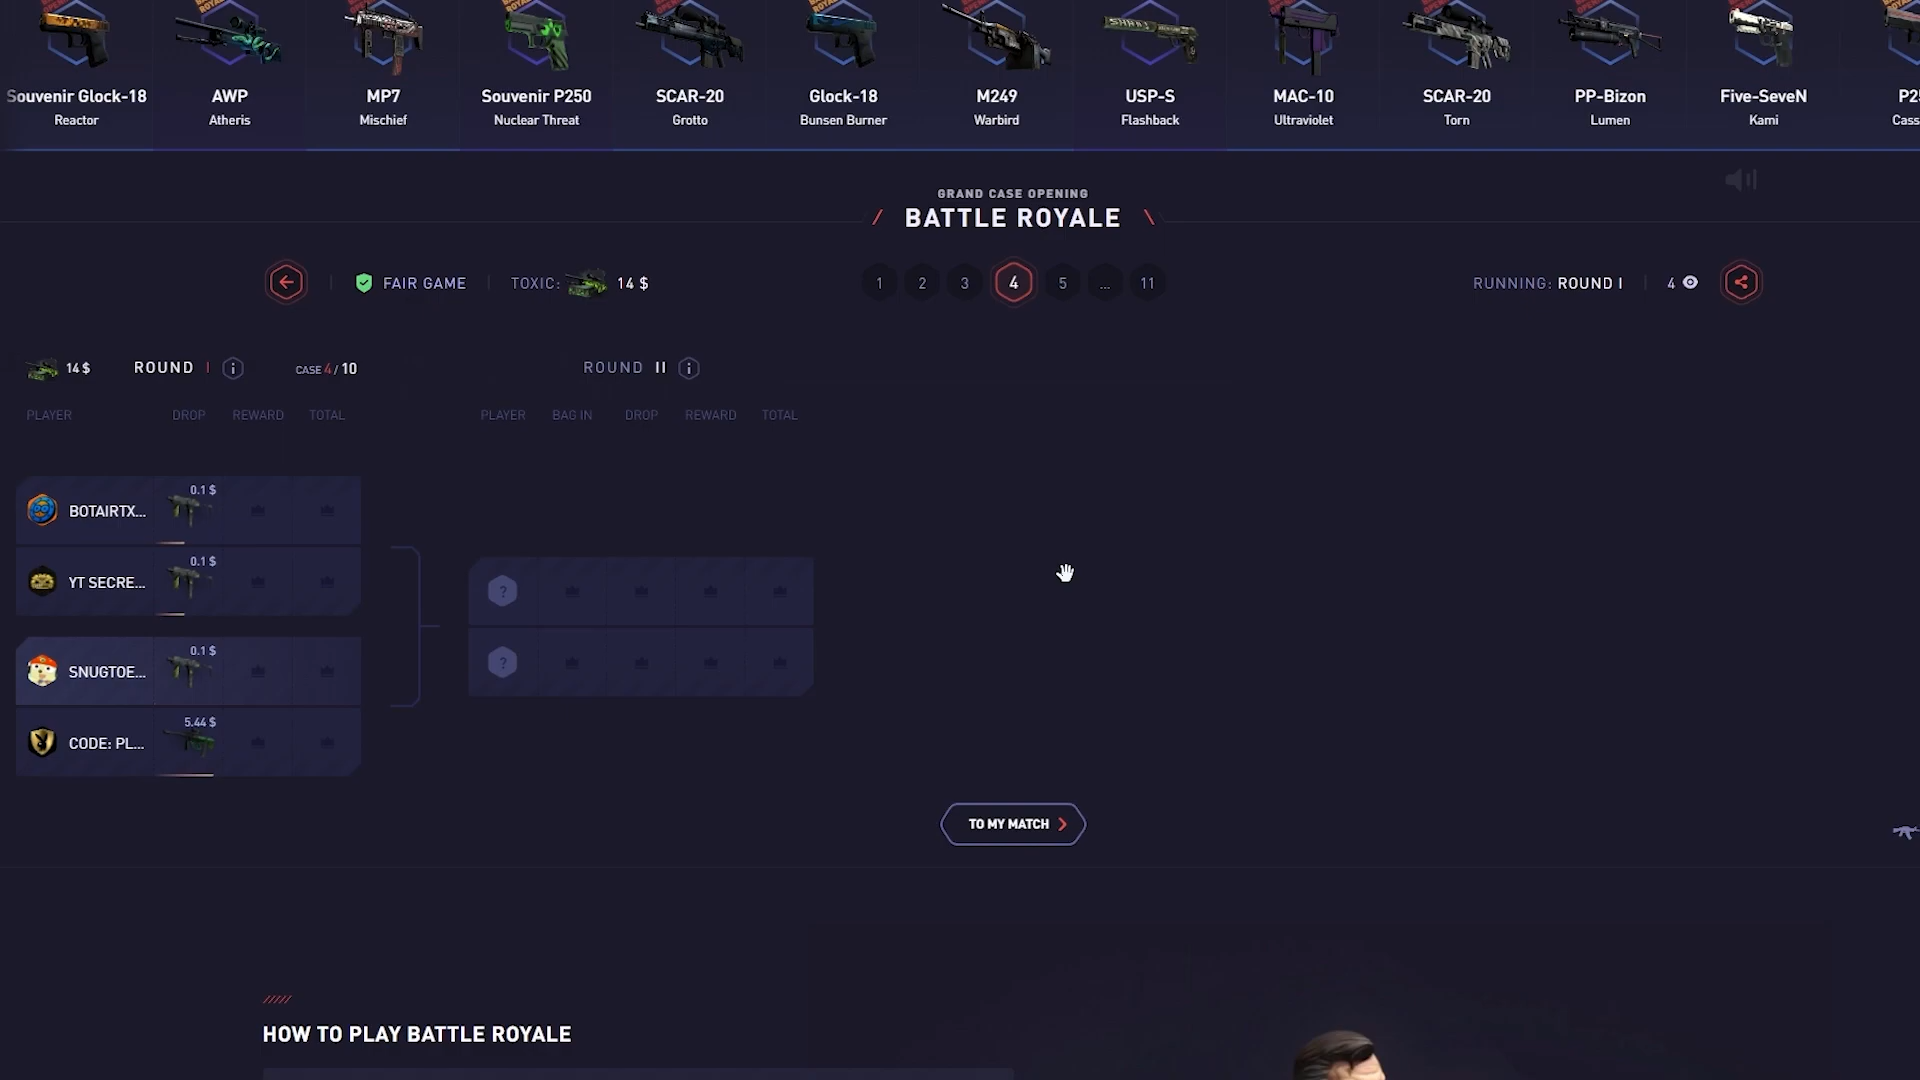 Souvenir Glock-18 AWP MP7 Souvenir P250 SCAR-20 Glock-18 M249 USP-S MAC-10 SCAR-20 PP-Bizon Five-SeveN
Reactor Atheris Mischief Nuclear Threat Grotto Bunsen Burner Warbird Flashback Ultraviolet Torn Lumen Kami
GRAND CASE OPENING
/ BATTLE ROYALE \
FAIR GAME TOXIC: 14 $ 1 2 3 4 5 ... 11 RUNNING: ROUND I 4
14 $ ROUND I i CASE 4 / 10 ROUND II i
PLAYER DROP REWARD TOTAL PLAYER BAG IN DROP REWARD TOTAL
0.1 $
BOTAIRTX...
0.1 $
YT SECRE...
?
0.1 $
SNUGTOE...
?
5.44 $
CODE: PL...
TO MY MATCH >
/////
HOW TO PLAY BATTLE ROYALE